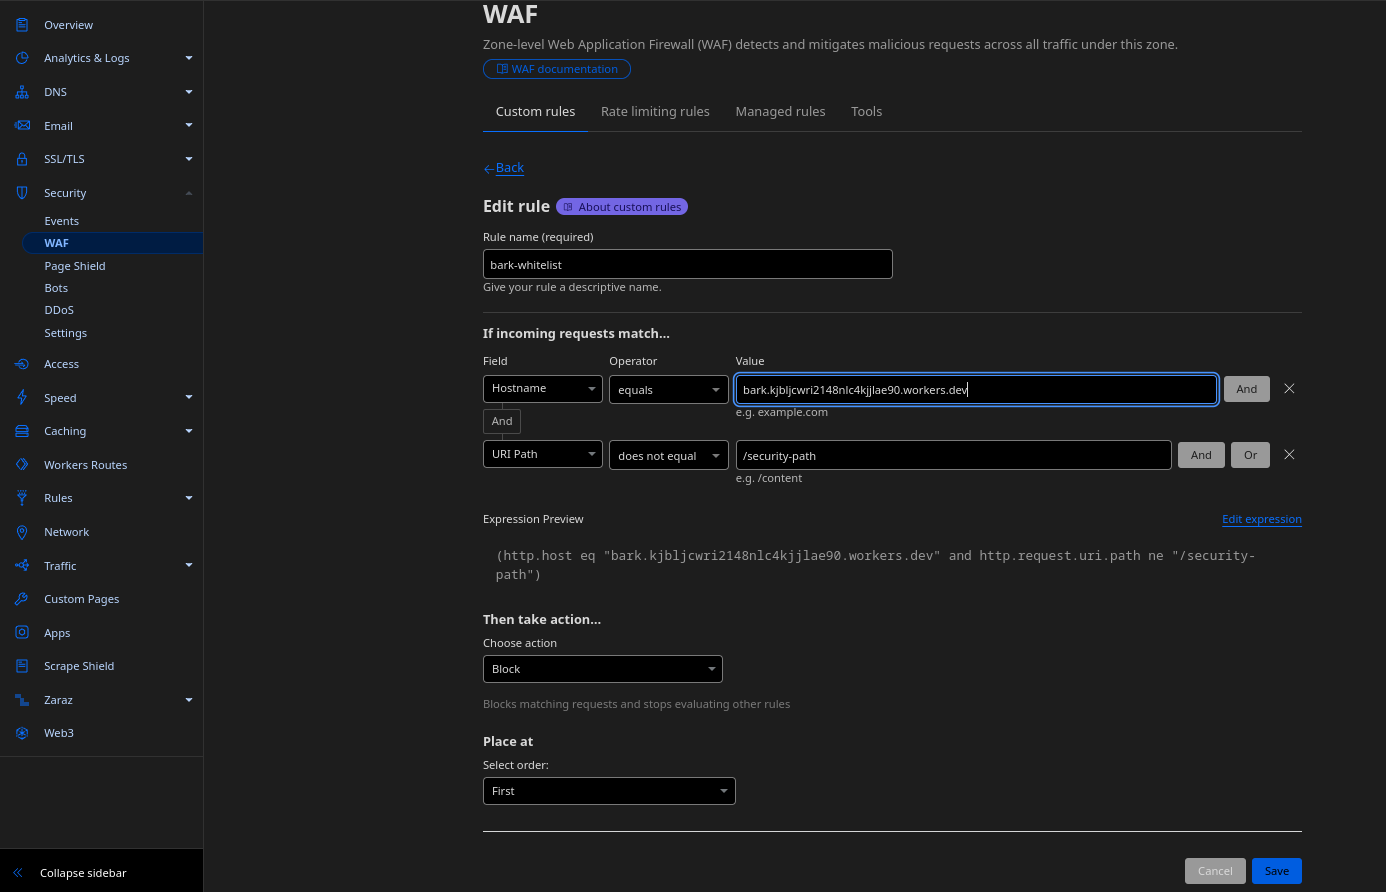 WAF
Zone-level Web Application Firewall (WAF) detects and mitigates malicious requests across all traffic under this zone.
WAF documentation
Custom rules Rate limiting rules Managed rules Tools
Back
Edit rule About custom rules
Rule name (required)
bark-whitelist
Give your rule a descriptive name.
If incoming requests match...
Field Operator Value
Hostname equals bark.kjbljcwri2148nlc4kjjlae90.workers.dev And
e.g. example.com
And
URI Path does not equal /security-path And Or
e.g. /content
Expression Preview Edit expression
(http.host eq "bark.kjbljcwri2148nlc4kjjlae90.workers.dev" and http.request.uri.path ne "/security-
path")
Then take action...
Choose action
Block
Blocks matching requests and stops evaluating other rules
Place at
Select order:
First
Cancel Save
Overview
Analytics & Logs
DNS
Email
SSL/TLS
Security
Events
WAF
Page Shield
Bots
DDoS
Settings
Access
Speed
Caching
Workers Routes
Rules
Network
Traffic
Custom Pages
Apps
Scrape Shield
Zaraz
Web3
Collapse sidebar